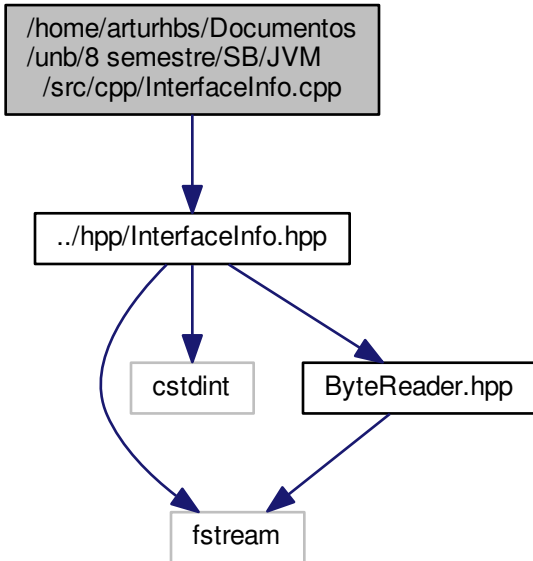 /home/arturhbs/Documentos
/unb/8 semestre/SB/JVM
/src/cpp/InterfaceInfo.cpp
../hpp/InterfaceInfo.hpp
cstdint
ByteReader.hpp
fstream